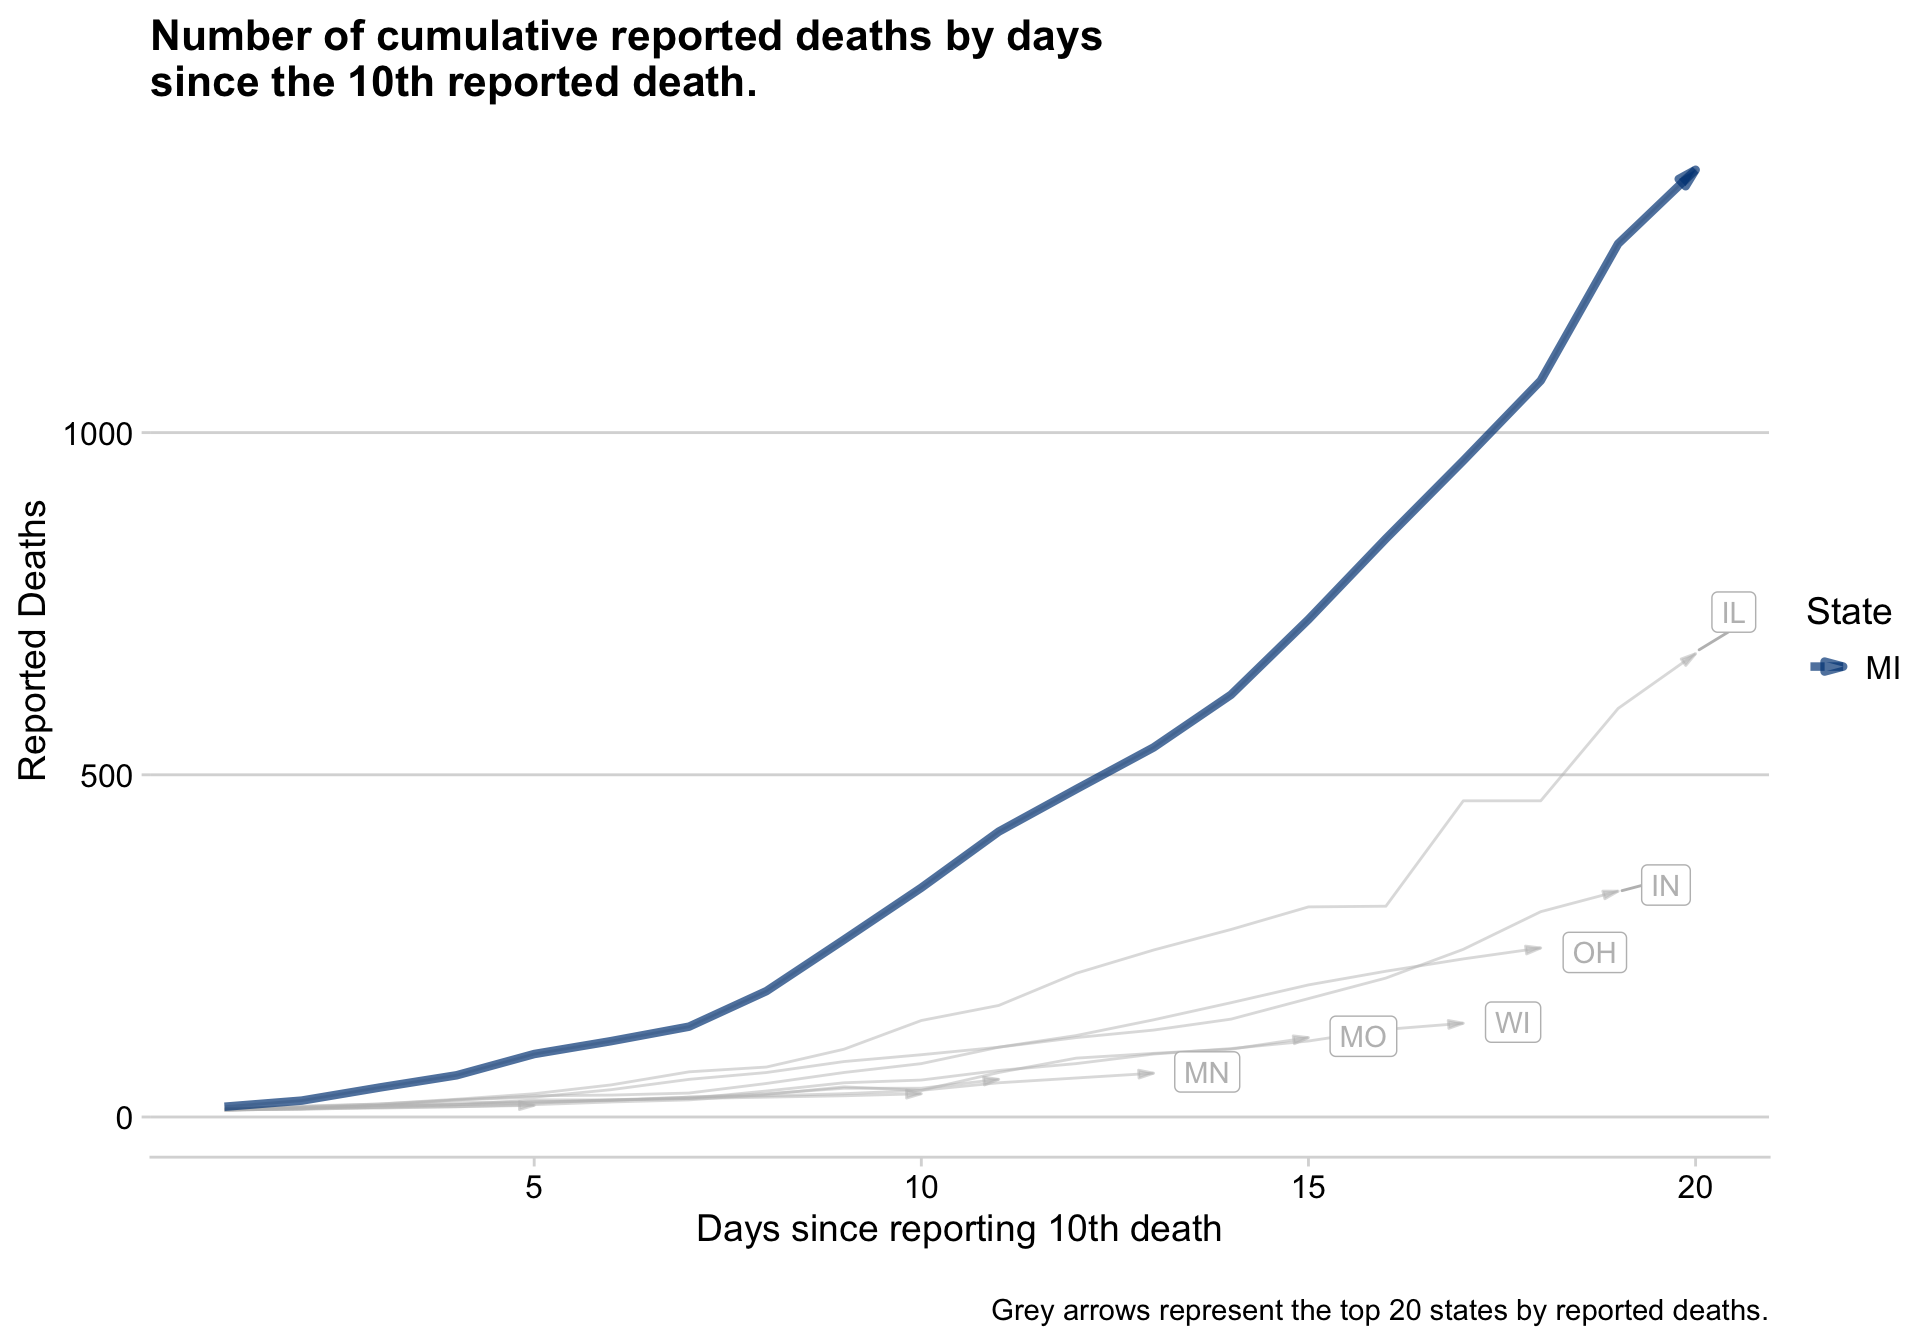 Number of cumulative reported deaths by days
since the 10th reported death.
Reported Deaths
1000
500
0
IL
IN
OH
WI
MO
MN
State
MI
5
10
15
20
Days since reporting 10th death
Grey arrows represent the top 20 states by reported deaths.